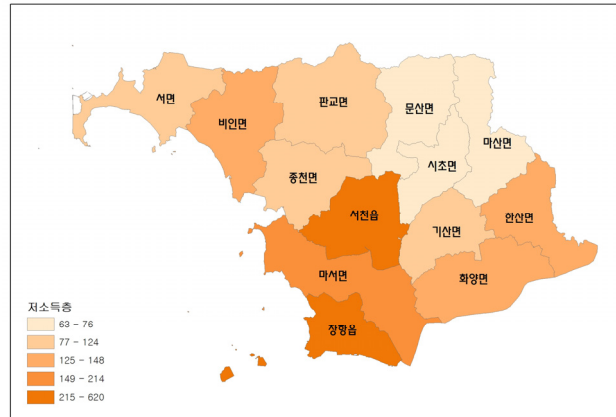 서면
비인면
판교면
문산면
마산면
시초면
종천면
서천읍
기산면
한산면
마서면
화양면
장항읍
저소득층
63 - 76
77 - 124
125 - 148
149 - 214
215 - 620